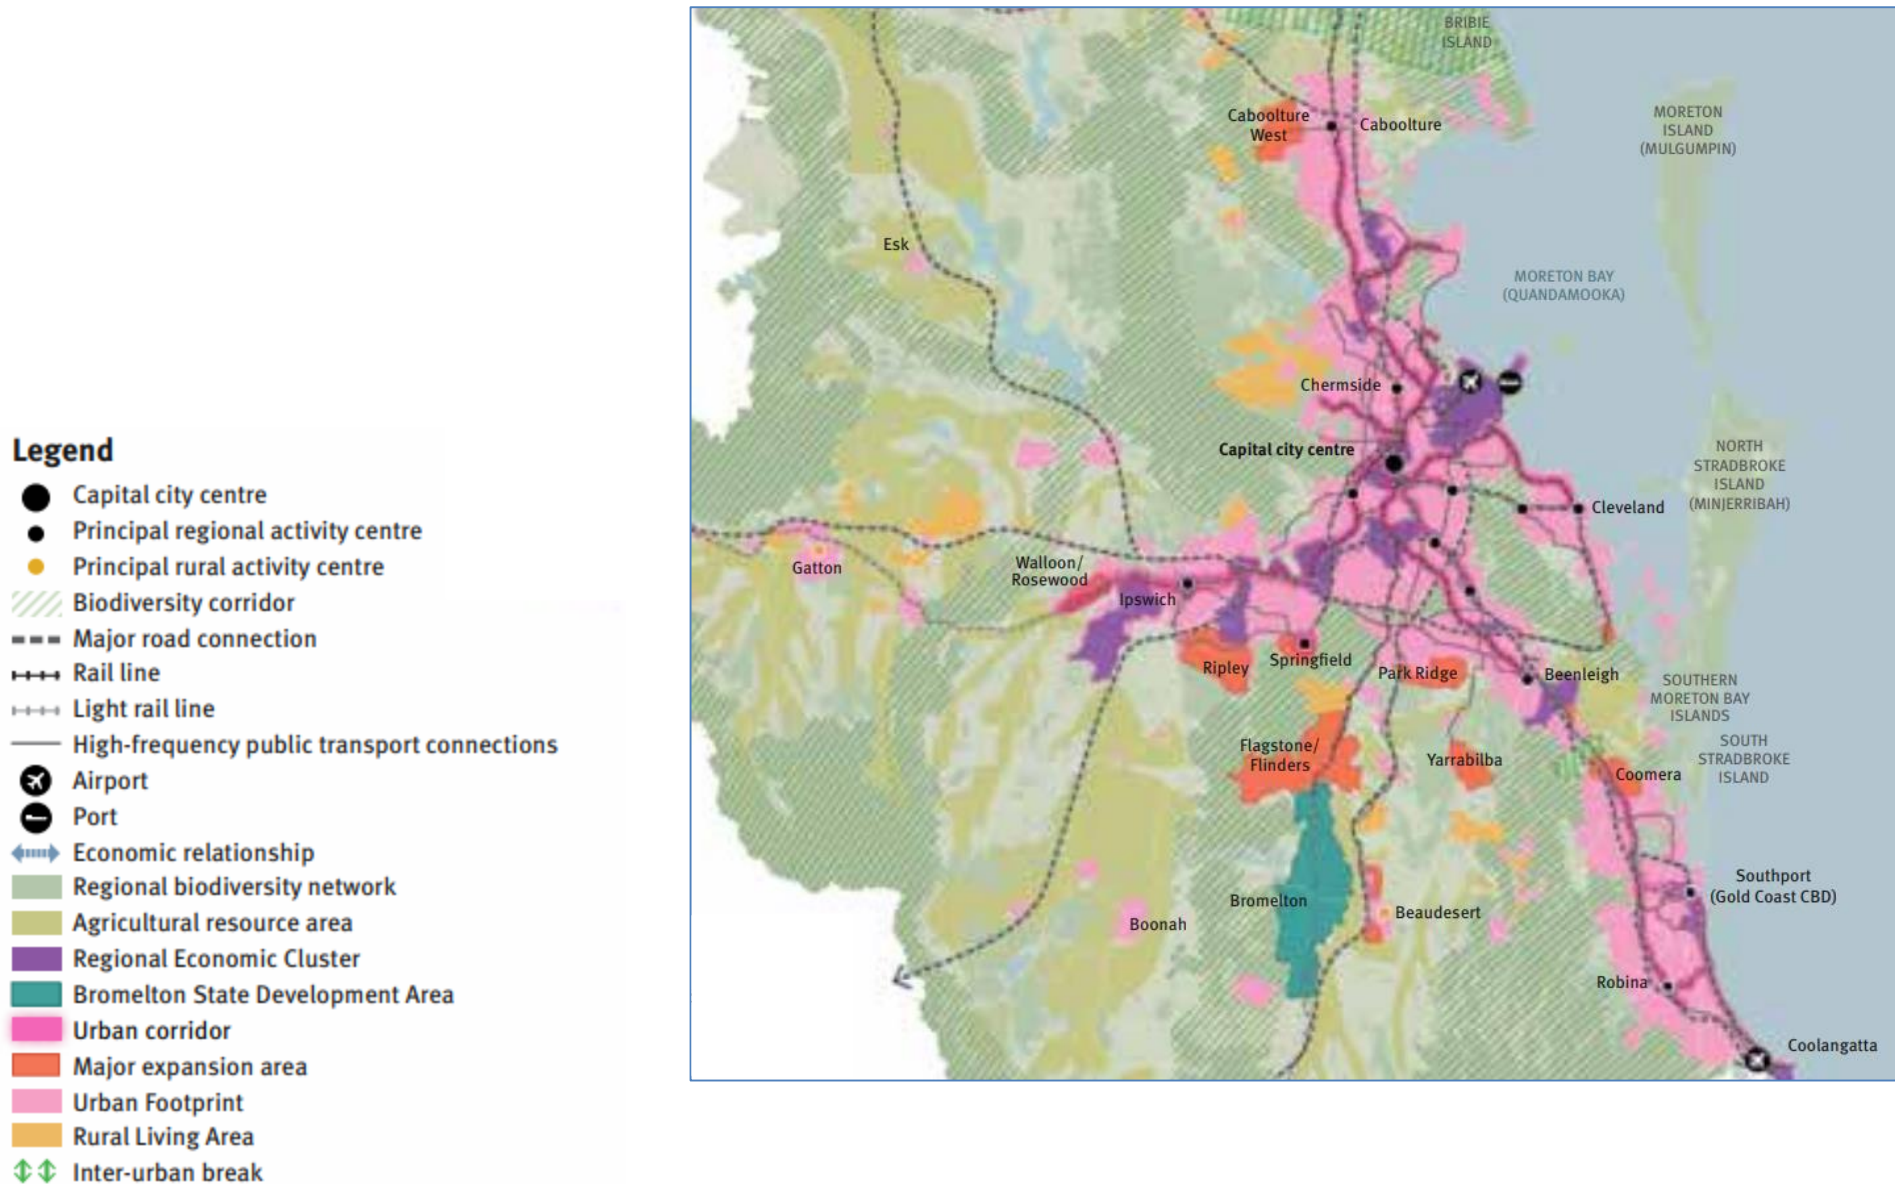 Legend
Capital city centre
Principal regional activity centre
Principal rural activity centre
Biodiversity corridor
Major road connection
Rail line
Light rail line
High-frequency public transport connections
Airport
Port
Economic relationship
Regional biodiversity network
Agricultural resource area
Regional Economic Cluster
Bromelton State Development Area
Urban corridor
Major expansion area
Urban Footprint
Rural Living Area
Inter-urban break
BRIBIE
ISLAND
Caboolture
West
Caboolture
MORETON
ISLAND
(MULGUMPIN)
Esk
MORETON BAY
(QUANDAMOOKA)
Chermside
Capital city centre
NORTH
STRADBROKE
ISLAND
(MINJERRIBAH)
Cleveland
Gatton
Walloon/
Rosewood
Ipswich
Ripley
Springfield
Park Ridge
Beenleigh
SOUTHERN
MORETON BAY
ISLANDS
Flagstone/
Flinders
Yarrabilba
SOUTH
STRADBROKE
ISLAND
Coomera
Southport
(Gold Coast CBD)
Bromelton
Beaudesert
Boonah
Robina
Coolangatta